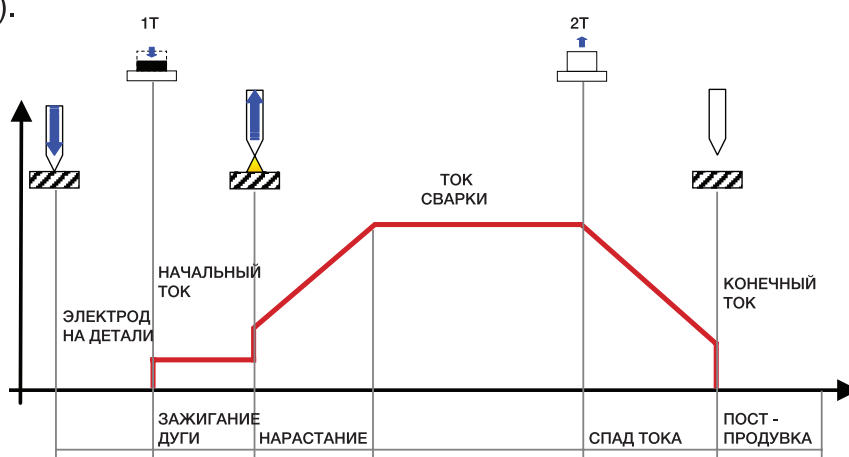 ).
1T
2T
ТОК
СВАРКИ
НАЧАЛЬНЫЙ
ТОК
КОНЕЧНЫЙ
ТОК
ЭЛЕКТРОД
НА ДЕТАЛИ
ЗАЖИГАНИЕ
ДУГИ
НАРАСТАНИЕ
СПАД ТОКА
ПОСТ -
ПРОДУВКА